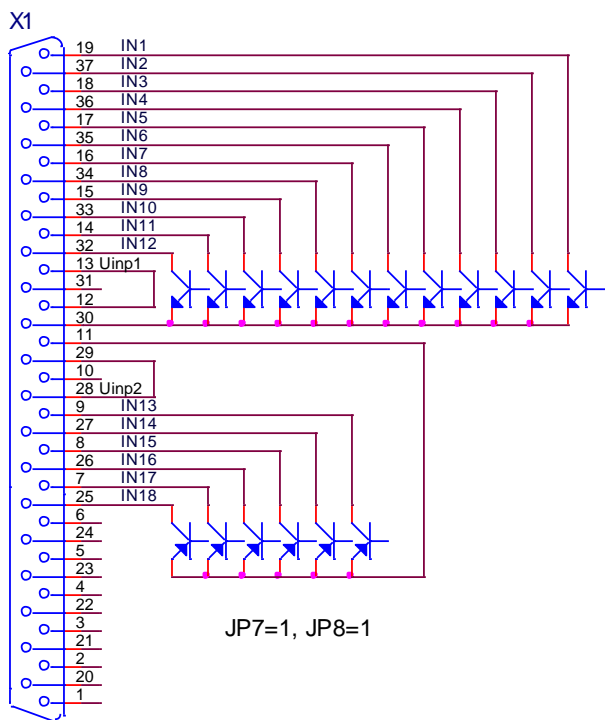 X1
19 IN1
37 IN2
18 IN3
36 IN4
17 IN5
35 IN6
16 IN7
34 IN8
15 IN9
33 IN10
14 IN11
32 IN12
13 Uinp1
31
12
30
11
29
10
28 Uinp2
9 IN13
27 IN14
8 IN15
26 IN16
7 IN17
25 IN18
6
24
5
23
4
22
3
21
2
20
1
JP7=1, JP8=1